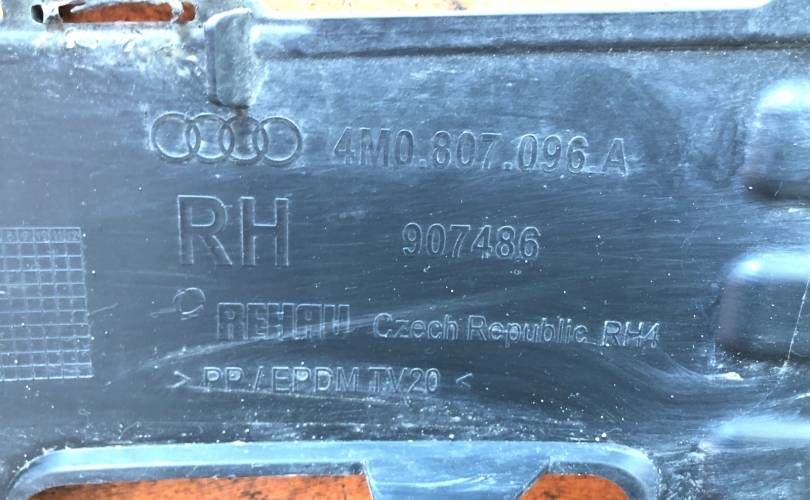 4M0.807.096 A
RH 907486
REHAU Czech Republic RH4
> PP / EPDM TV20 <